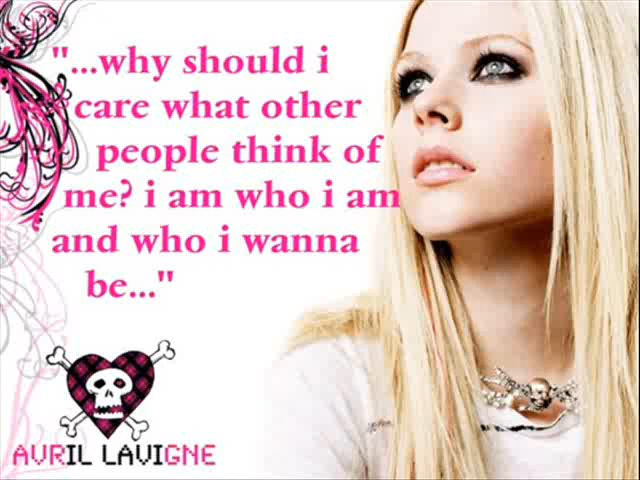 "...why should i
care what other
people think of
me? i am who i am
and who i wanna
be..."
AVRIL LAVIGNE